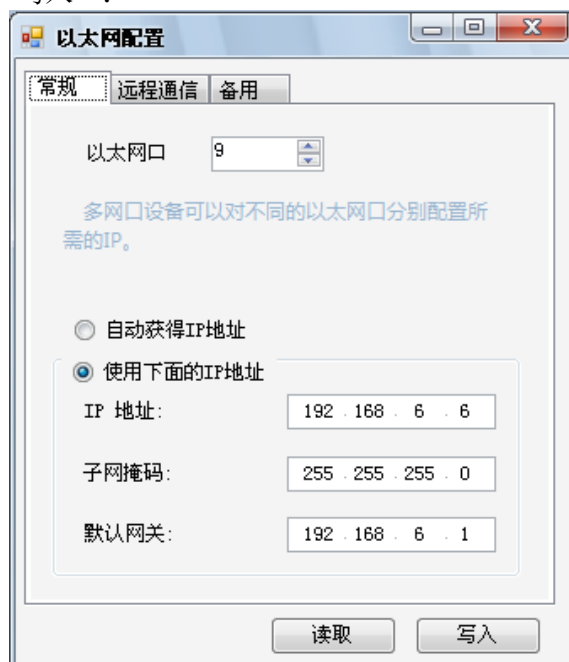 以太网配置
常规 远程通信 备用
以太网口 9
多网口设备可以对不同的以太网口分别配置所
需的IP。
自动获得IP地址
使用下面的IP地址
IP 地址: 192 . 168 . 6 . 6
子网掩码: 255 . 255 . 255 . 0
默认网关: 192 . 168 . 6 . 1
读取 写入